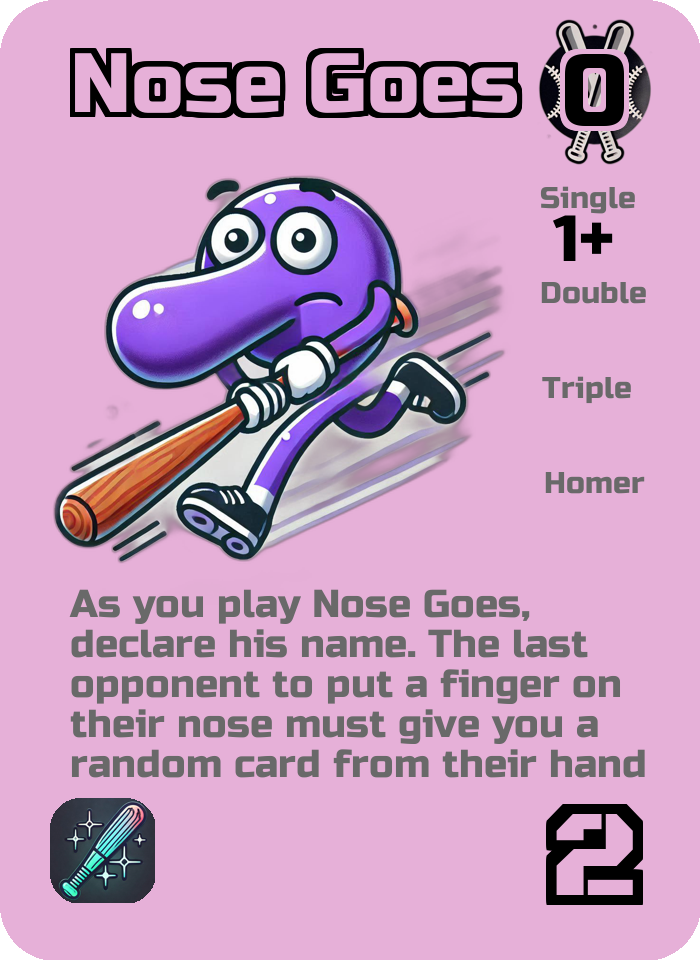 Nose Goes 0
Single
1+
Double
Triple
Homer
As you play Nose Goes,
declare his name. The last
opponent to put a finger on
their nose must give you a
random card from their hand
2